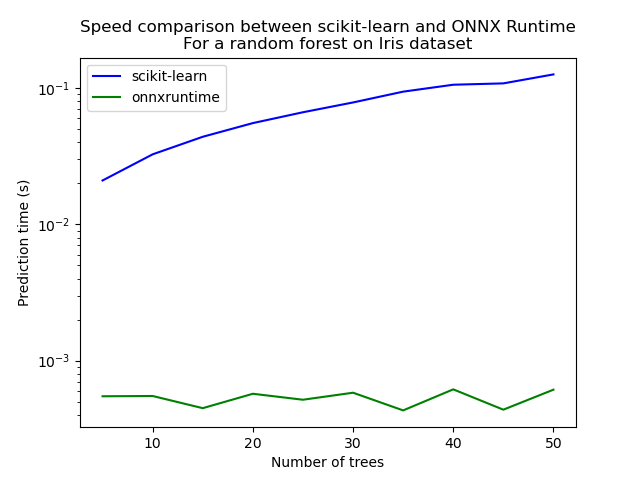 Speed comparison between scikit-learn and ONNX Runtime
For a random forest on Iris dataset
scikit-learn
onnxruntime
Prediction time (s)
10⁻¹
10⁻²
10⁻³
10 20 30 40 50
Number of trees